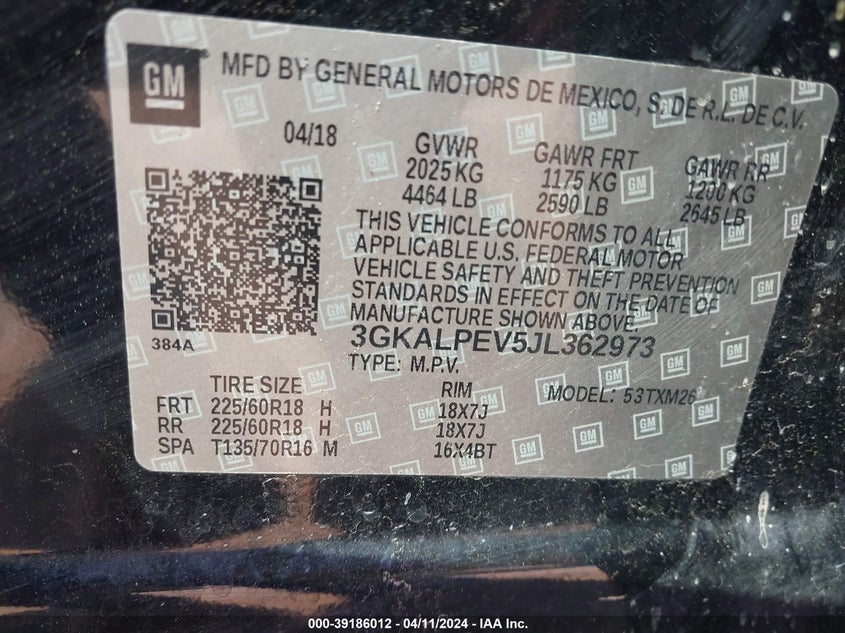 GM MFD BY GENERAL MOTORS DE MEXICO, S. DE R.L. DE C.V.
04/18 GVWR GAWR FRT GAWR RR
2025 KG 1175 KG 1200 KG
4464 LB 2590 LB 2645 LB
THIS VEHICLE CONFORMS TO ALL
APPLICABLE U.S. FEDERAL MOTOR
VEHICLE SAFETY AND THEFT PREVENTION
STANDARDS IN EFFECT ON THE DATE OF
MANUFACTURE SHOWN ABOVE.
384A
3GKALPEV5JL362973
TYPE: M.P.V.
TIRE SIZE RIM MODEL: 53TXM26
FRT 225/60R18 H 18X7J
RR 225/60R18 H 18X7J
SPA T135/70R16 M 16X4BT
000-39186012 - 04/11/2024 - IAA Inc.